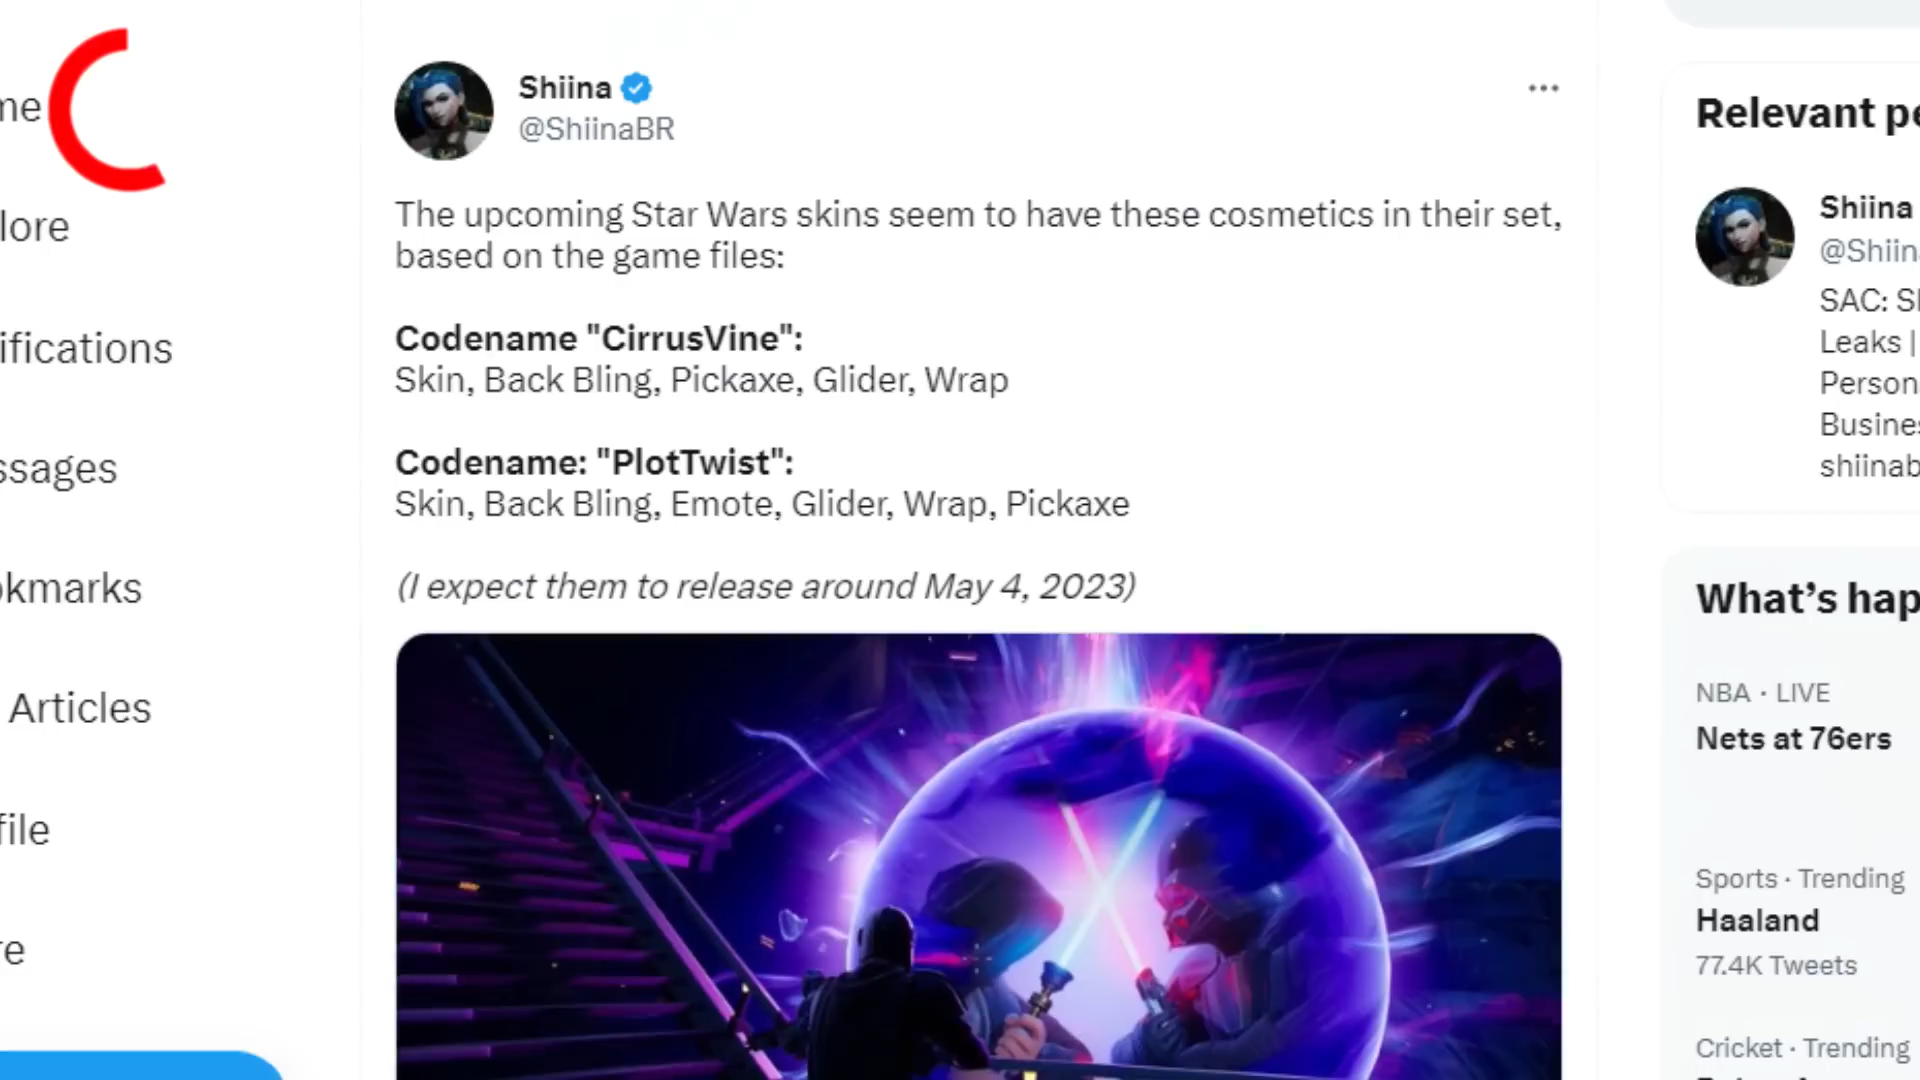 me
lore
ifications
ssages
okmarks
Articles
file
re
Shiina
@ShiinaBR
The upcoming Star Wars skins seem to have these cosmetics in their set,
based on the game files:
Codename "CirrusVine":
Skin, Back Bling, Pickaxe, Glider, Wrap
Codename: "PlotTwist":
Skin, Back Bling, Emote, Glider, Wrap, Pickaxe
(I expect them to release around May 4, 2023)
Relevant pe
Shiina
@Shiin
SAC: S
Leaks |
Person
Busine
shiinab
What's hap
NBA · LIVE
Nets at 76ers
Sports · Trending
Haaland
77.4K Tweets
Cricket · Trending